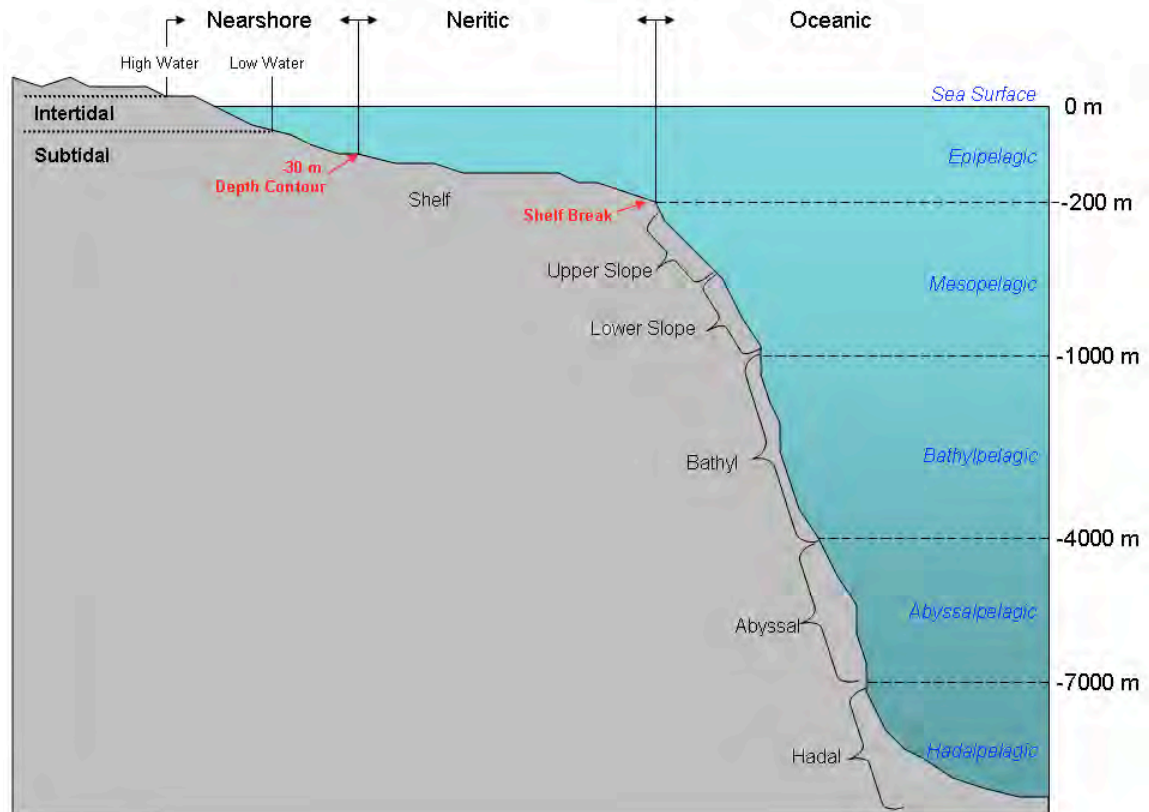 Nearshore Neritic Oceanic
High Water Low Water
Sea Surface
0 m
Intertidal
Subtidal
Epipelagic
-30 m
Depth Contour
Shelf
Shelf Break
-200 m
Upper Slope
Mesopelagic
Lower Slope
-1000 m
Bathyl
Bathylpelagic
-4000 m
Abyssal
Abyssalpelagic
-7000 m
Hadal
Hadalpelagic